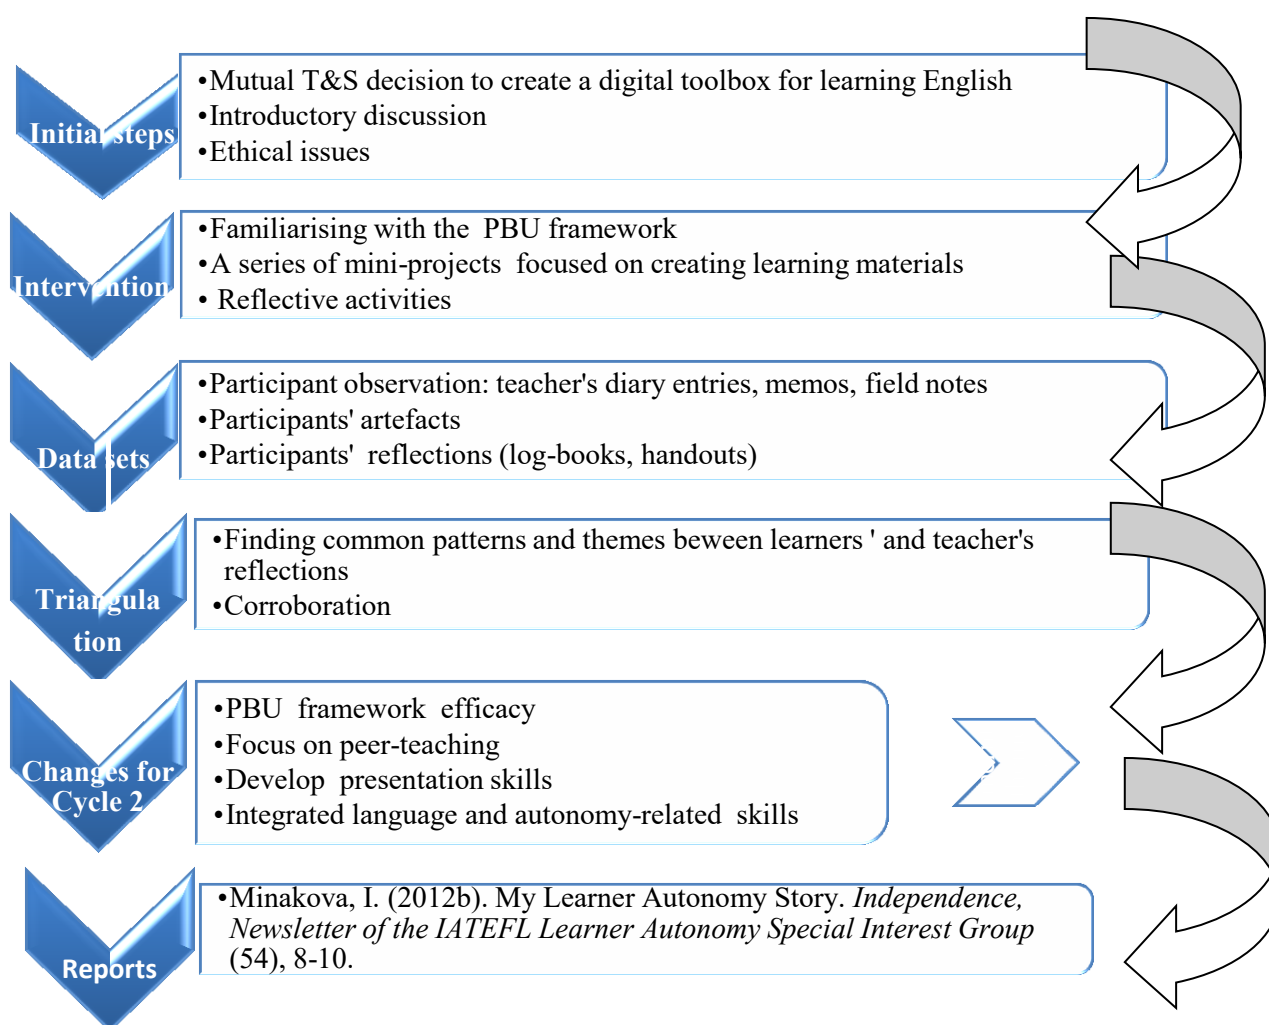 Initial steps
•Mutual T&S decision to create a digital toolbox for learning English
•Introductory discussion
•Ethical issues
Intervention
•Familiarising with the PBU framework
•A series of mini-projects focused on creating learning materials
• Reflective activities
Data sets
•Participant observation: teacher's diary entries, memos, field notes
•Participants' artefacts
•Participants' reflections (log-books, handouts)
Triangula
tion
•Finding common patterns and themes beween learners ' and teacher's
reflections
•Corroboration
Changes for
Cycle 2
•PBU framework efficacy
•Focus on peer-teaching
•Develop presentation skills
•Integrated language and autonomy-related skills
Reports
•Minakova, I. (2012b). My Learner Autonomy Story. Independence,
Newsletter of the IATEFL Learner Autonomy Special Interest Group
(54), 8-10.